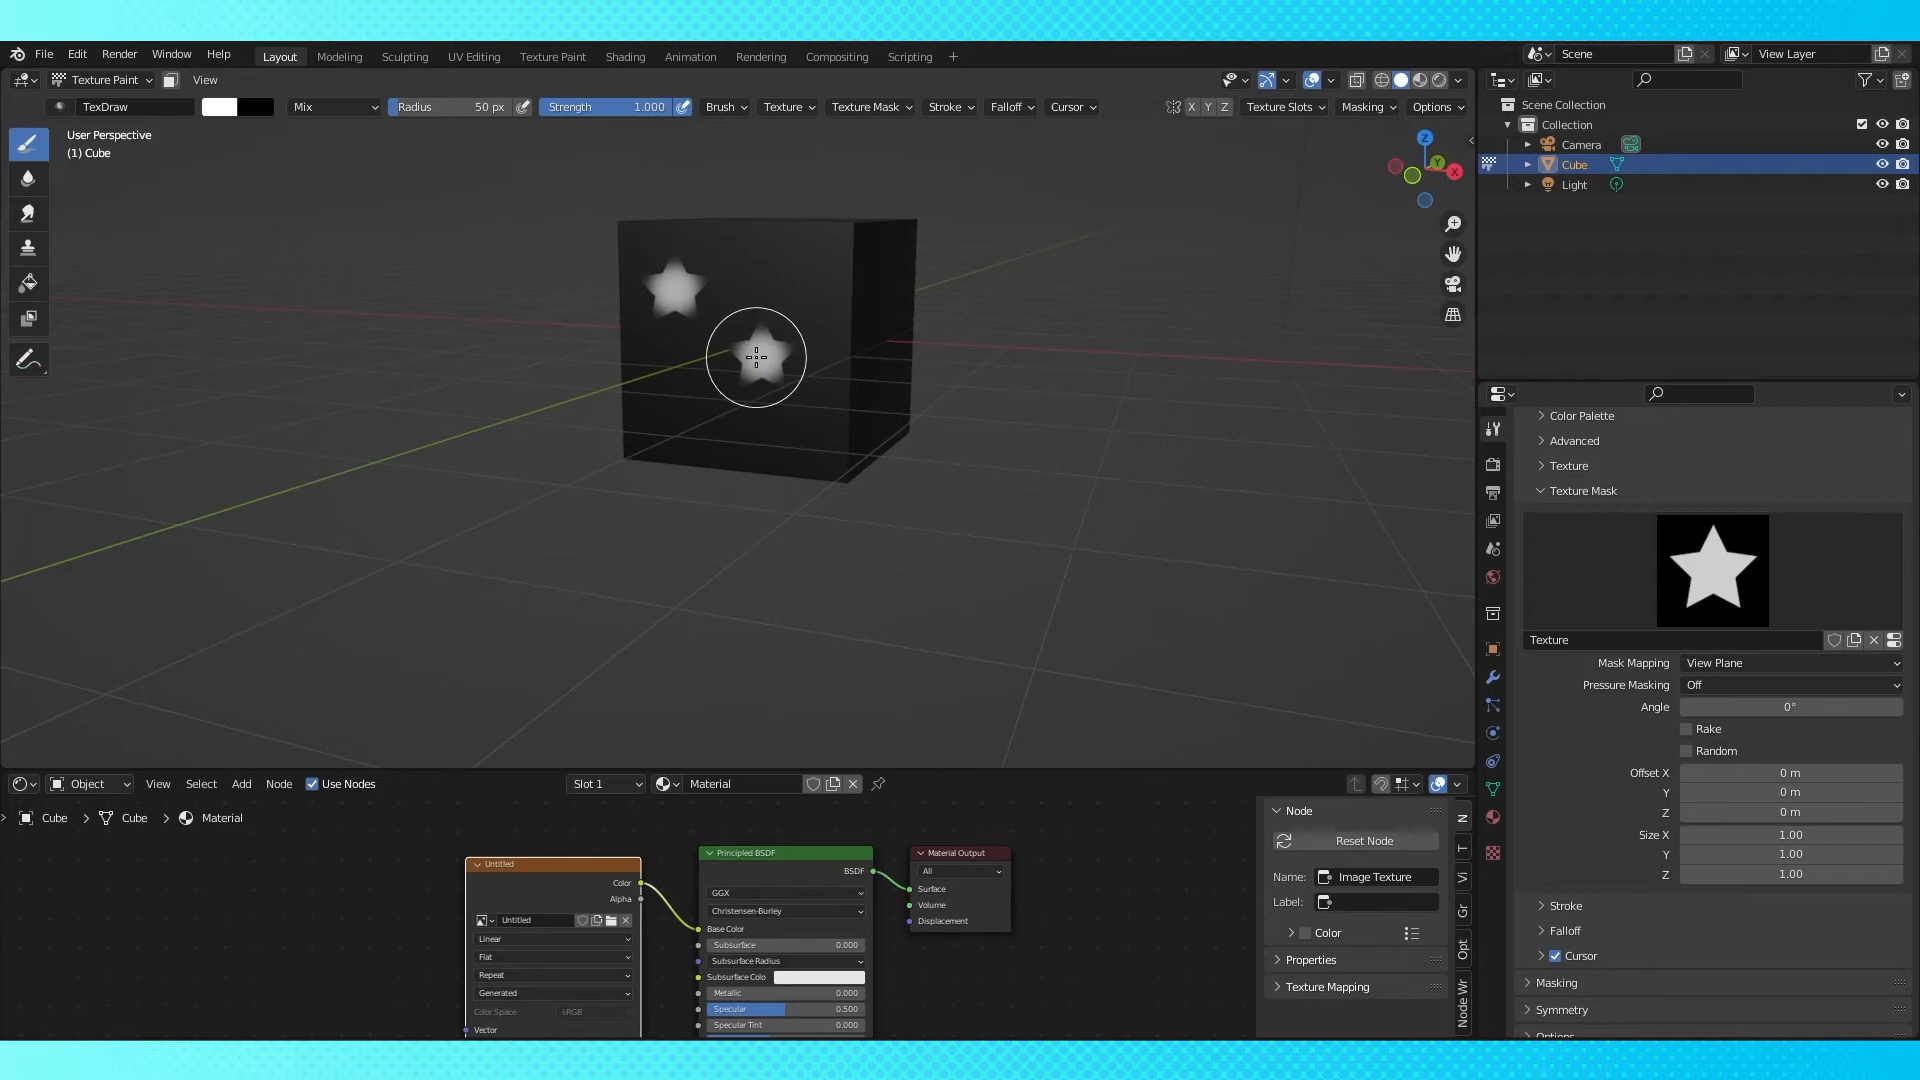 File Edit Render Window Help Layout Modeling Sculpting UV Editing Texture Paint Shading Animation Rendering Compositing Scripting + Scene View Layer
Texture Paint View
TexDraw Mix Radius 50 px Strength 1.000 Brush Texture Texture Mask Stroke Falloff Cursor X Y Z Texture Slots Masking Options
User Perspective
(1) Cube
Z
Y
X
Scene Collection
Collection
Camera
Cube
Light
Color Palette
Advanced
Texture
Texture Mask
Texture
Mask Mapping View Plane
Pressure Masking Off
Angle 0°
Rake
Random
Offset X 0 m
Y 0 m
Z 0 m
Size X 1.00
Y 1.00
Z 1.00
Stroke
Falloff
Cursor
Masking
Symmetry
Options
Object View Select Add Node Use Nodes Slot 1 Material
Cube > Cube > Material
Untitled
Color
Alpha
Untitled
Linear
Flat
Repeat
Generated
Color Space sRGB
Vector
Principled BSDF
BSDF
GGX
Christensen-Burley
Base Color
Subsurface 0.000
Subsurface Radius
Subsurface Colo
Metallic 0.000
Specular 0.500
Specular Tint 0.000
Material Output
All
Surface
Volume
Displacement
Node
Reset Node
Name: Image Texture
Label:
Color
Properties
Texture Mapping
N
T
Vi
Gr
Opt
Node Wr